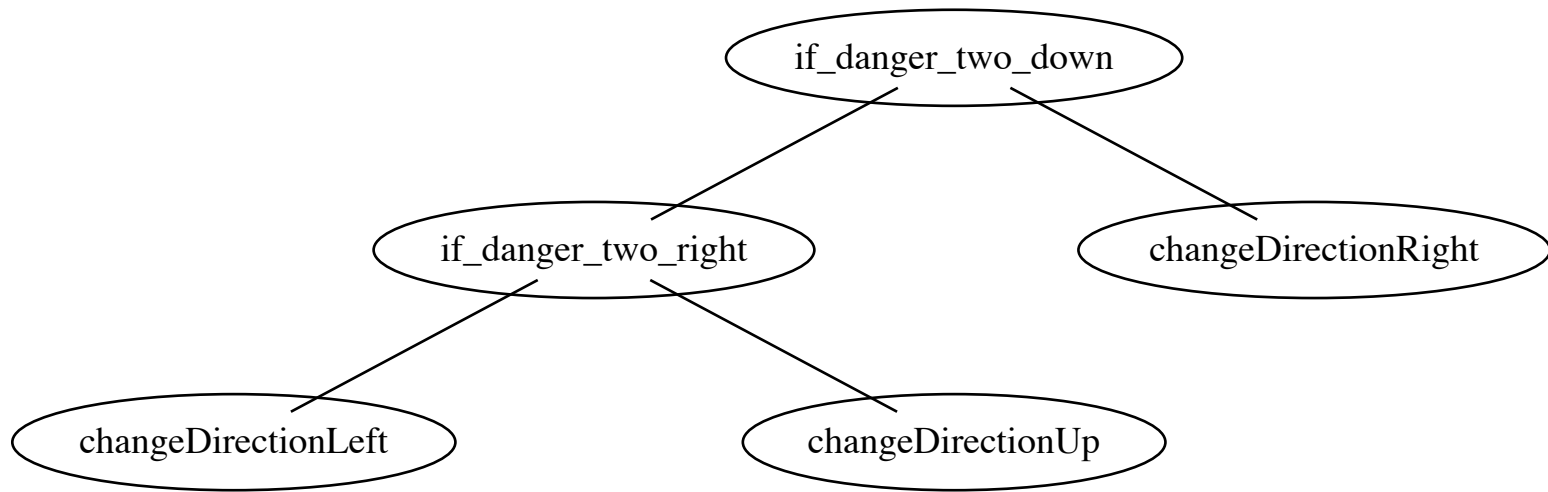 if_danger_two_down
if_danger_two_right
changeDirectionRight
changeDirectionLeft
changeDirectionUp